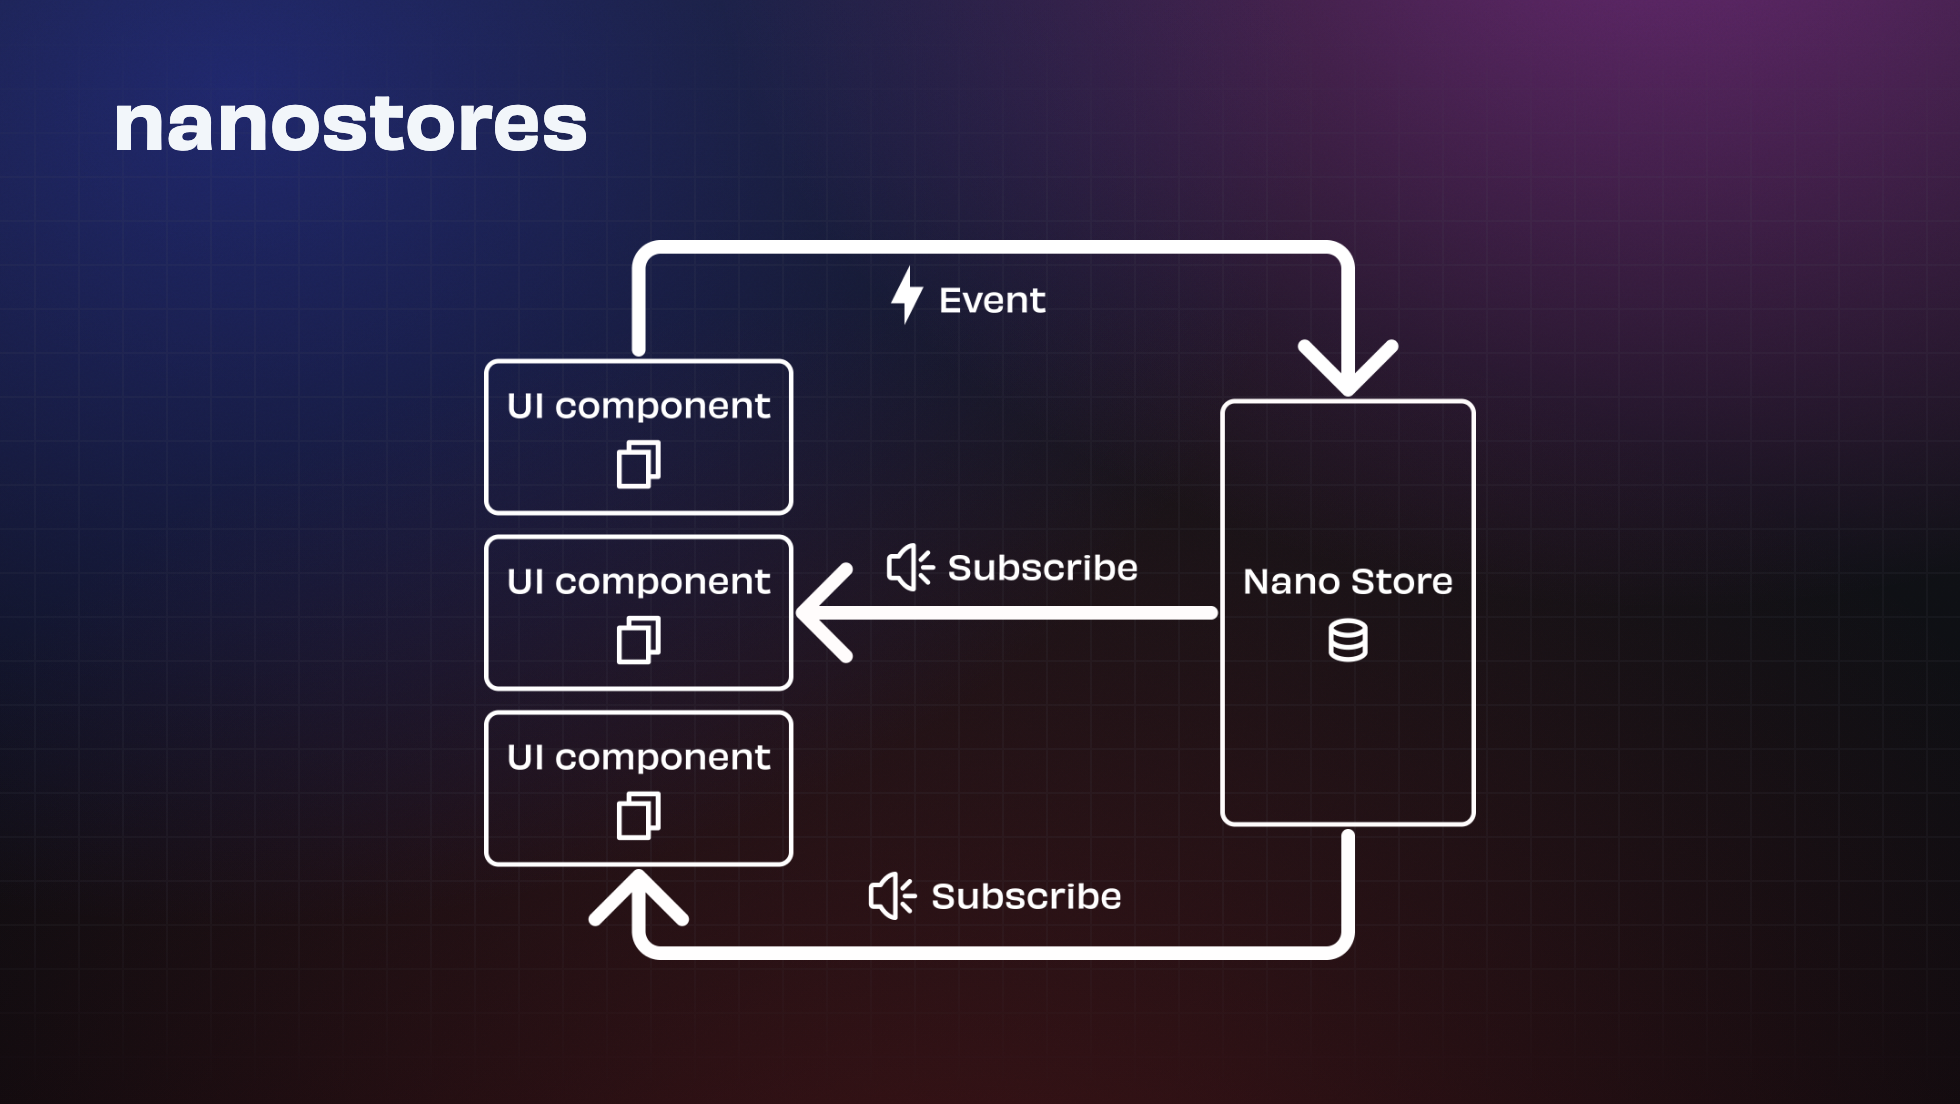 nanostores
Event
UI component
UI component
Subscribe
Nano Store
UI component
Subscribe